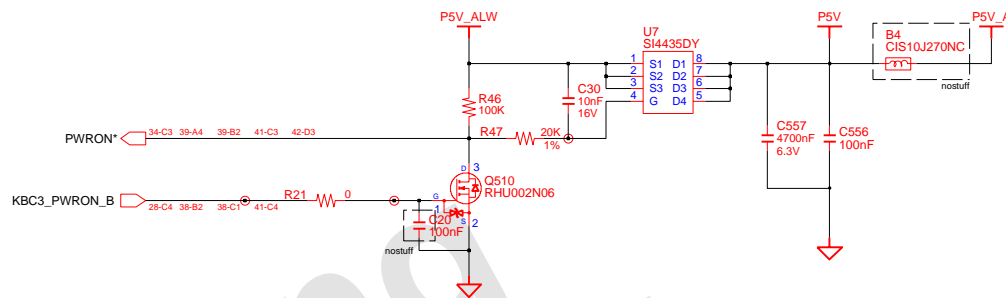 P5V_ALW
P5V
P5V_A
U7
SI4435DY
B4
CIS10J270NC
nostuff
1 S1 D1 8
2 S2 D2 7
3 S3 D3 6
4 G D4 5
C30
10nF
16V
R46
100K
R47
20K
1%
C557
4700nF
6.3V
C556
100nF
PWRON*
34-C3 39-A4 39-B2 41-C3 42-D3
D 3
Q510
RHU002N06
G
1
S
2
KBC3_PWRON_B
28-C4 38-B2 38-C1 41-C4
R21
0
C20
100nF
nostuff